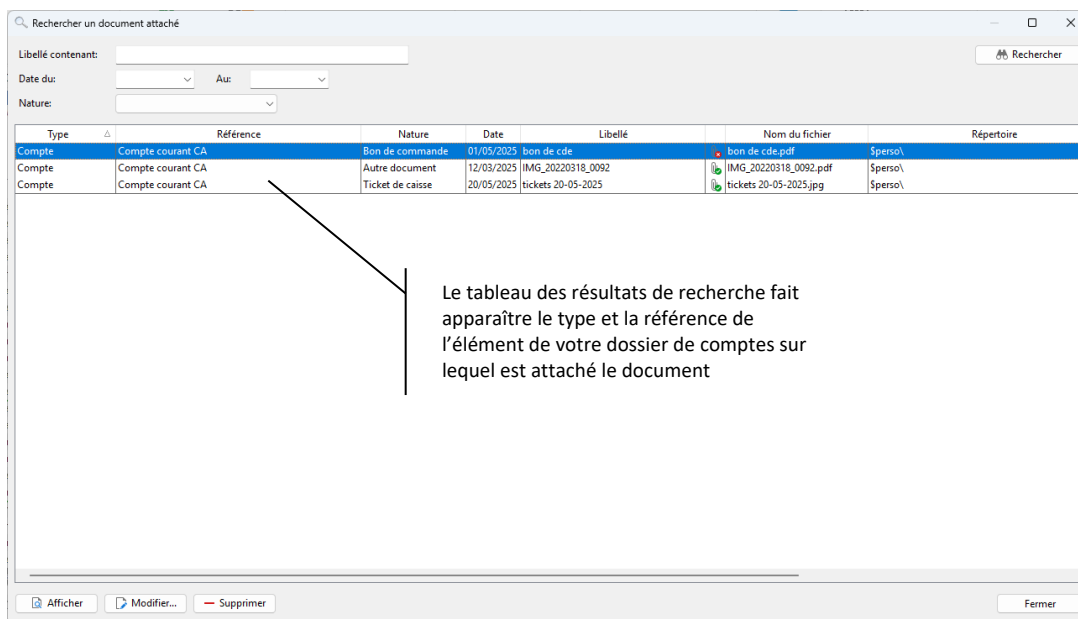 Rechercher un document attaché
Libellé contenant:
Rechercher
Date du: Au:
Nature:
Type Référence Nature Date Libellé Nom du fichier Répertoire
Compte Compte courant CA Bon de commande 01/05/2025 bon de cde bon de cde.pdf $perso\
Compte Compte courant CA Autre document 12/03/2025 IMG_20220318_0092 IMG_20220318_0092.pdf $perso\
Compte Compte courant CA Ticket de caisse 20/05/2025 tickets 20-05-2025 tickets 20-05-2025.jpg $perso\
Le tableau des résultats de recherche fait
apparaître le type et la référence de
l’élément de votre dossier de comptes sur
lequel est attaché le document
Afficher Modifier... Supprimer Fermer